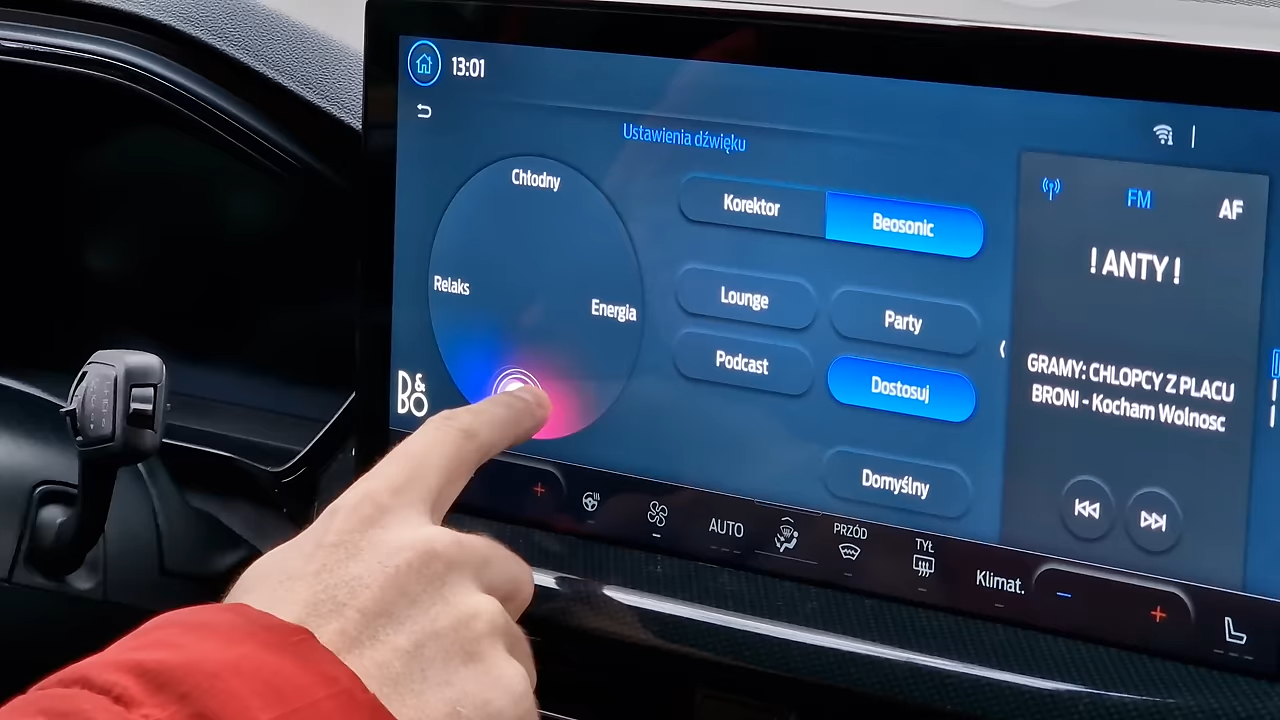 13:01
Ustawienia dźwięku
Chłodny
Relaks
Energia
B&
O
Korektor
Beosonic
Lounge
Party
Podcast
Dostosuj
Domyślny
FM
AF
! ANTY !
GRAMY: CHLOPCY Z PLACU
BRONI - Kocham Wolnosc
AUTO
PRZÓD
TYŁ
Klimat.